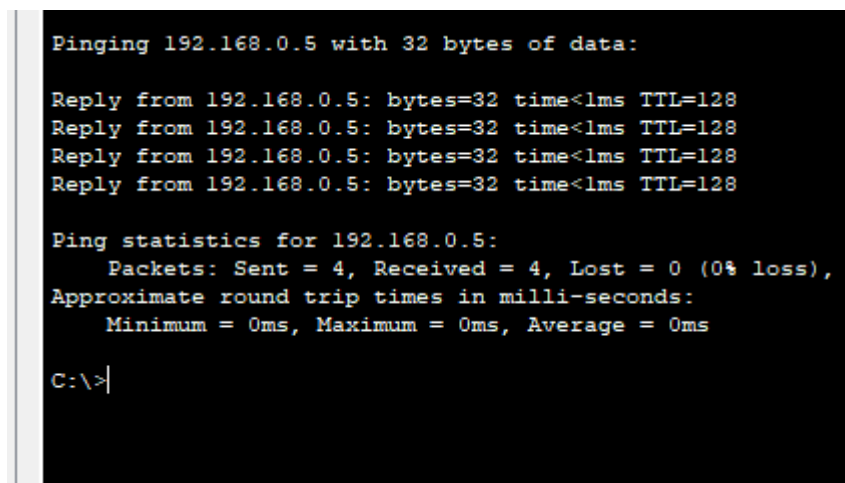 Pinging 192.168.0.5 with 32 bytes of data:
Reply from 192.168.0.5: bytes=32 time<1ms TTL=128
Reply from 192.168.0.5: bytes=32 time<1ms TTL=128
Reply from 192.168.0.5: bytes=32 time<1ms TTL=128
Reply from 192.168.0.5: bytes=32 time<1ms TTL=128
Ping statistics for 192.168.0.5:
Packets: Sent = 4, Received = 4, Lost = 0 (0% loss),
Approximate round trip times in milli-seconds:
Minimum = 0ms, Maximum = 0ms, Average = 0ms
C:\>